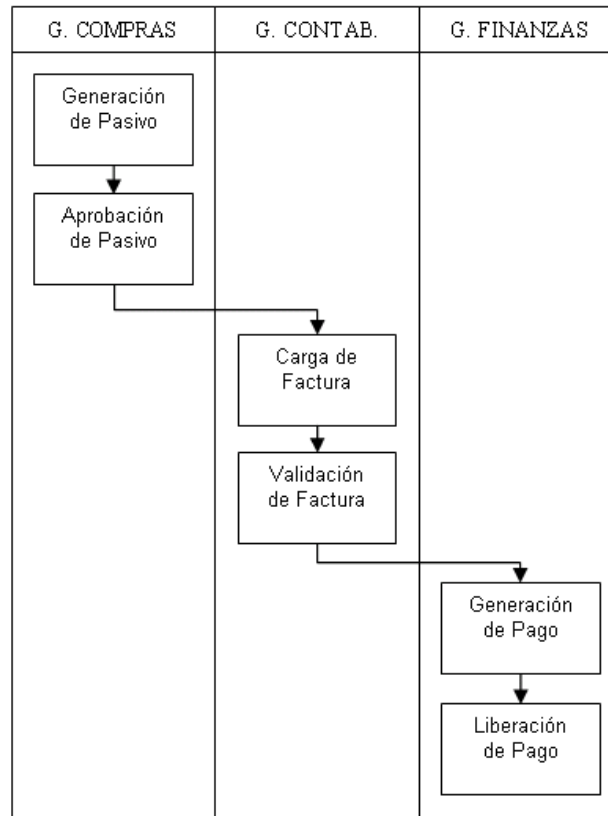 G. COMPRAS
G. CONTAB.
G. FINANZAS
Generación
de Pasivo
Aprobación
de Pasivo
Carga de
Factura
Validación
de Factura
Generación
de Pago
Liberación
de Pago